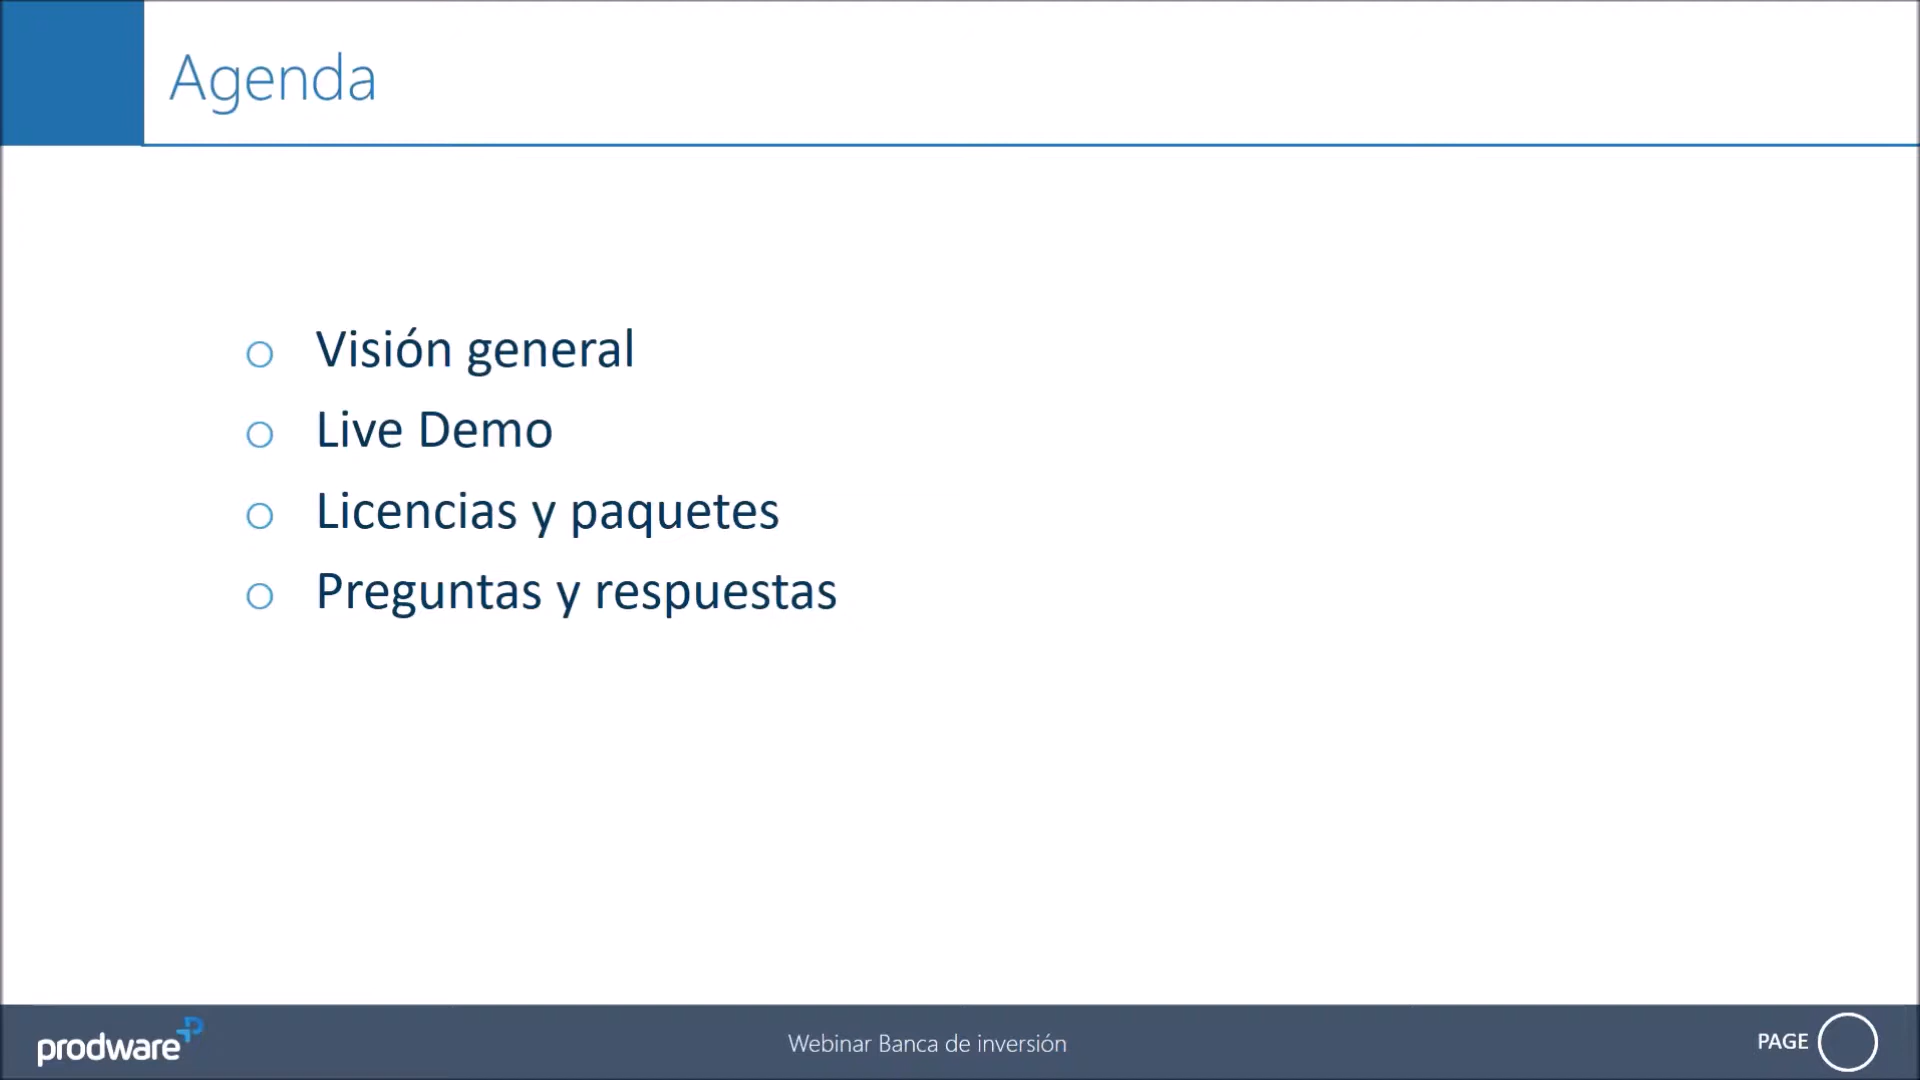 Agenda
Visión general
Live Demo
Licencias y paquetes
Preguntas y respuestas
prodware
Webinar Banca de inversión
PAGE